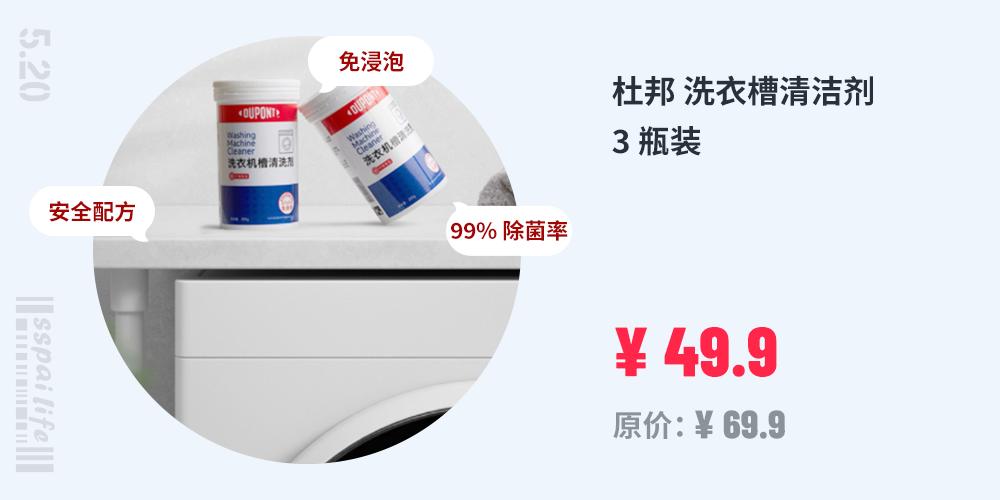 5.20
免浸泡
安全配方
99% 除菌率
DUPONT
Washing
Machine
Cleaner
洗衣机槽清洗剂
DUPONT
Washing
Machine
Cleaner
洗衣机槽清洗剂
杜邦 洗衣槽清洁剂
3 瓶装
¥ 49.9
原价：¥ 69.9
sspai life